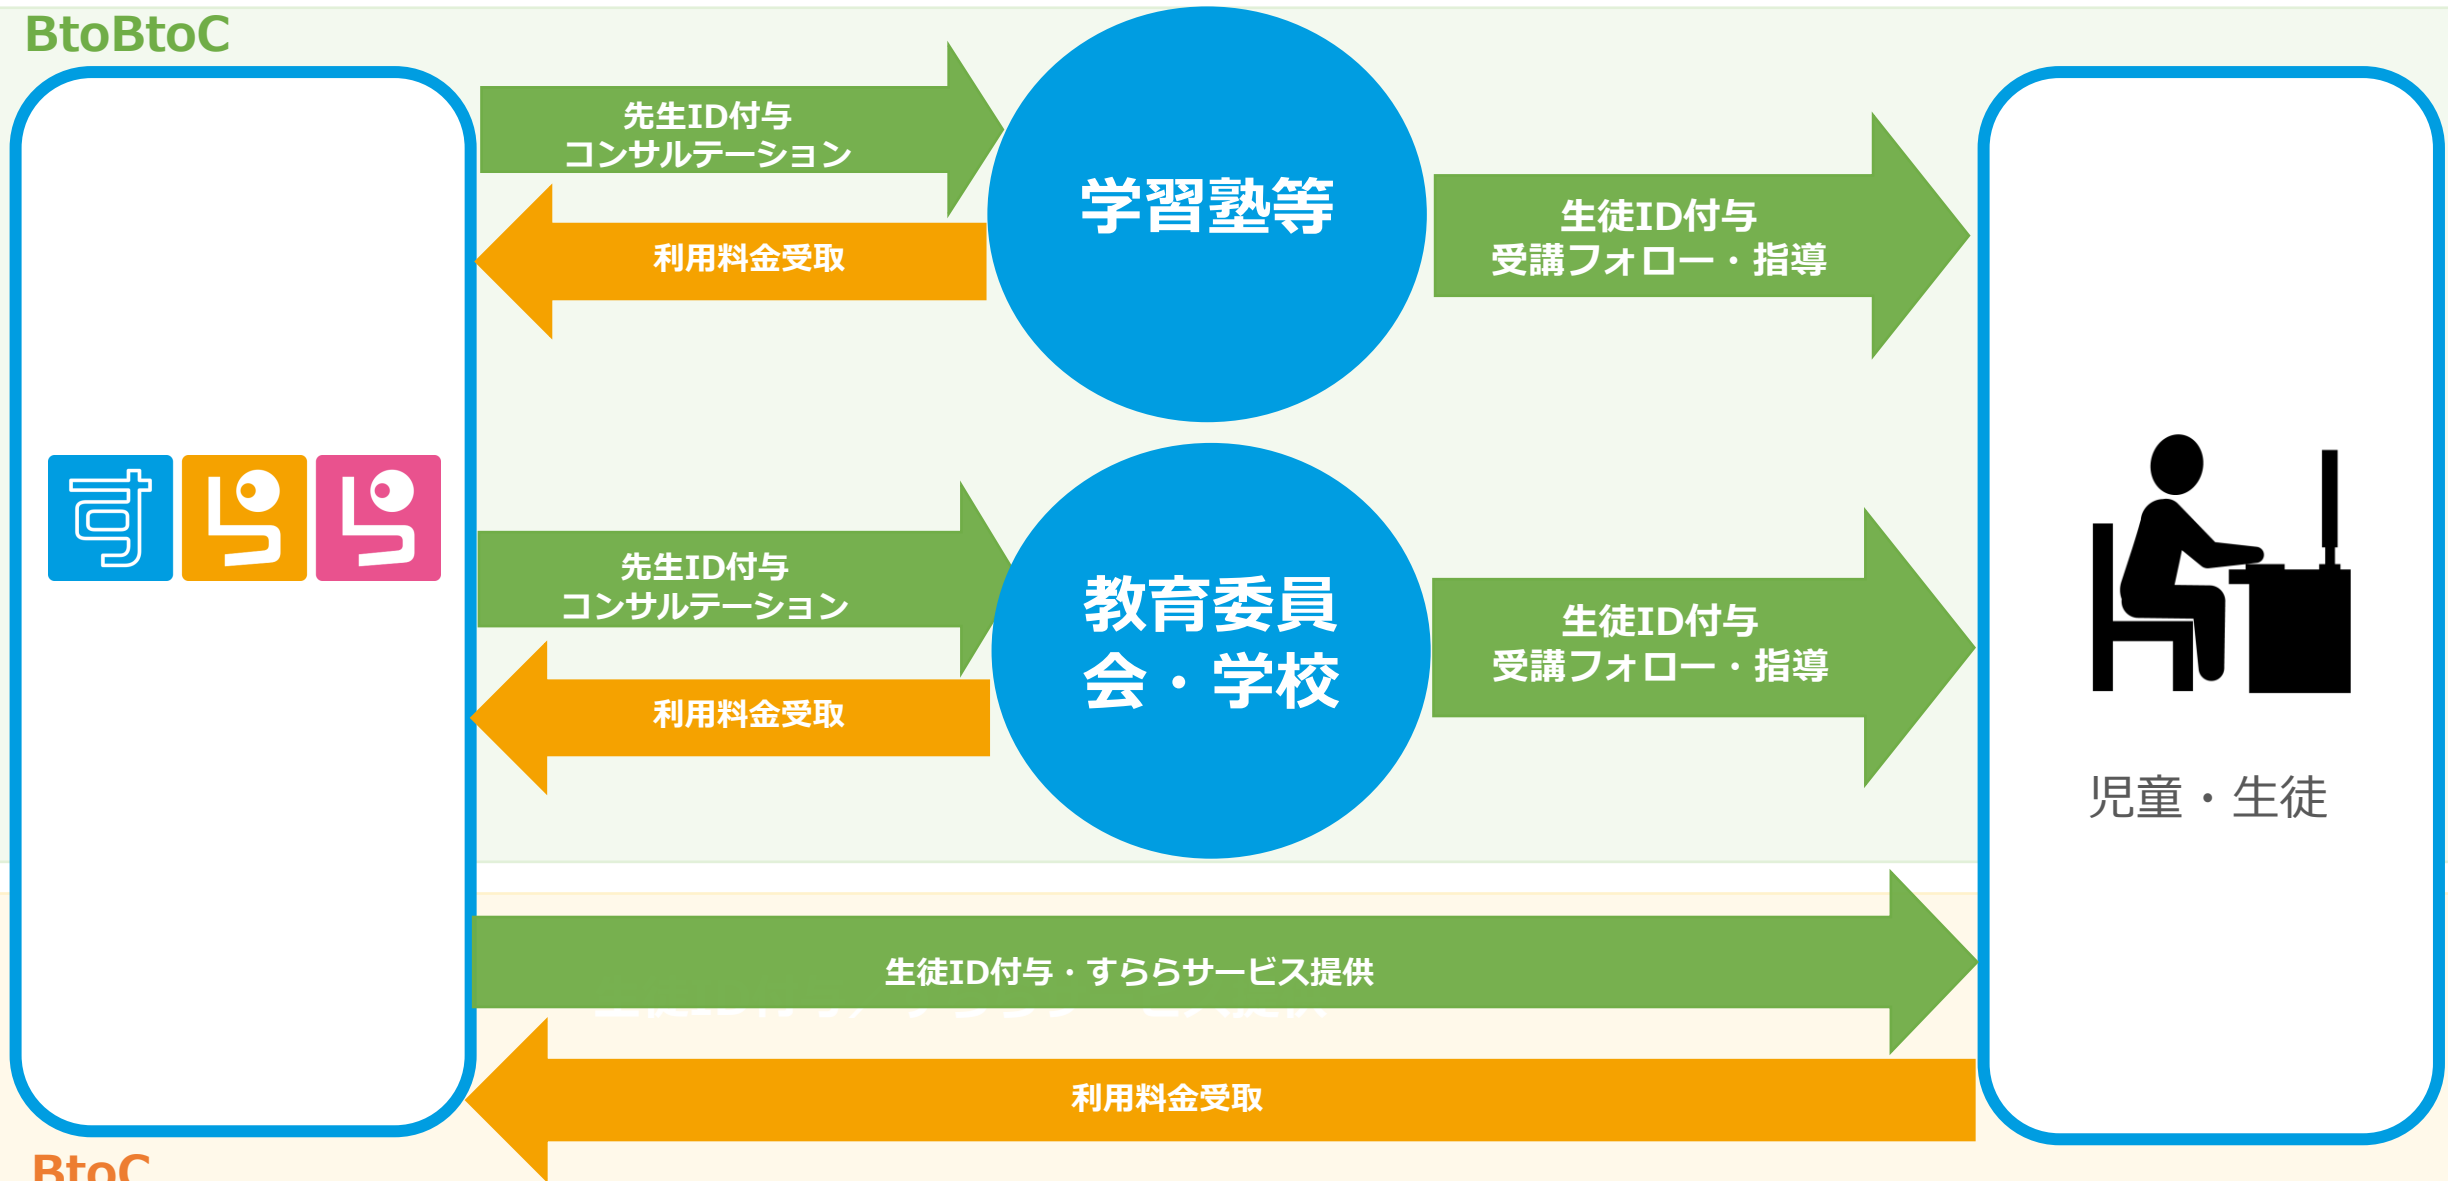 BtoBtoC
先生ID付与
コンサルテーション
利用料金受取
学習塾等
生徒ID付与
受講フォロー・指導
すらら
先生ID付与
コンサルテーション
利用料金受取
教育委員
会・学校
生徒ID付与
受講フォロー・指導
児童・生徒
生徒ID付与・すららサービス提供
利用料金受取
BtoC